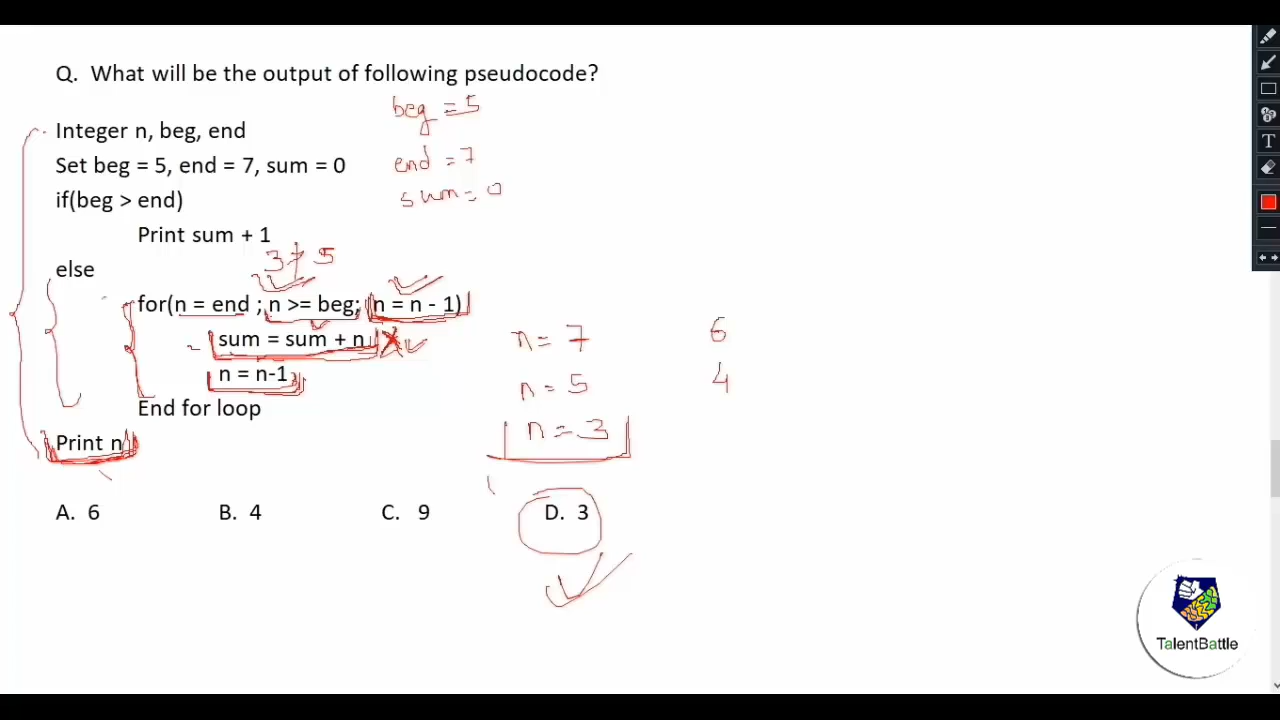 Q. What will be the output of following pseudocode?
beg = 5
Integer n, beg, end
Set beg = 5, end = 7, sum = 0
end = 7
if(beg > end)
sum = 0
Print sum + 1
3 ≱ 5
else
for(n = end ; n >= beg; n = n - 1)
sum = sum + n
n = 7 6
n = n-1
n = 5 4
End for loop
n = 3
Print n
A. 6 B. 4 C. 9 D. 3
TalentBattle
T